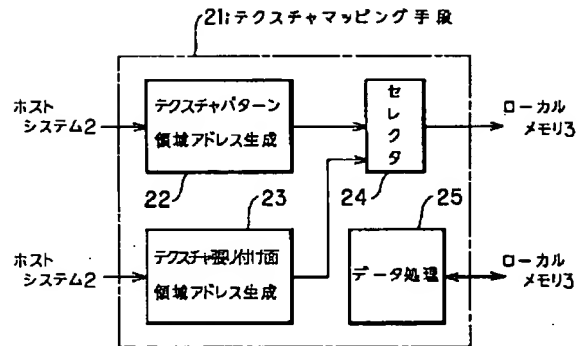 21:テクスチャマッピング手段
ホスト
システム2
テクスチャパターン
領域アドレス生成
22
セレクタ
24
ローカル
メモリ3
23
25
ホスト
システム2
テクスチャ張り付け面
領域アドレス生成
データ処理
ローカル
メモリ3